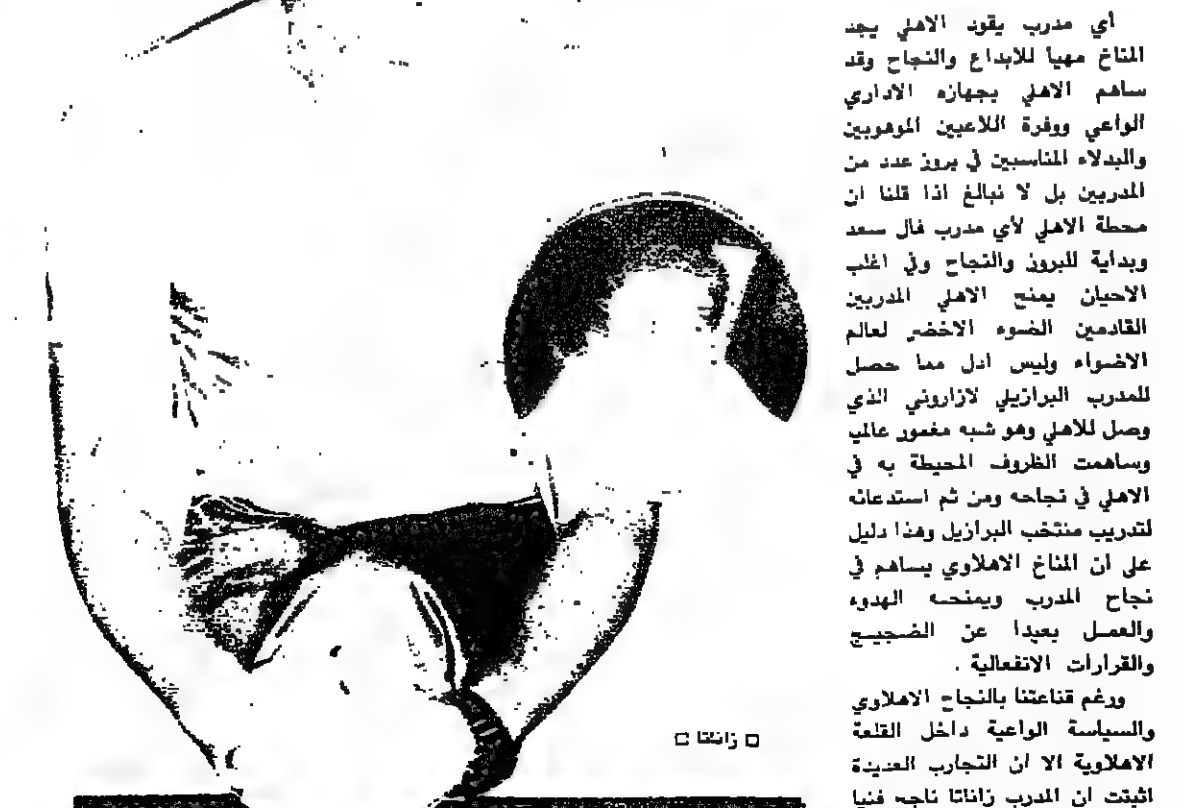 أي مدرب يقود الاهلي يجد
المناخ مهيأ للابداع والنجاح وقد
ساهم الاهلي بجهازه الاداري
الواعي ووفرة اللاعبين الموهوبين
والبدلاء المناسبين في بروز عدد من
المدربين بل لا نبالغ اذا قلنا ان
محطة الاهلي لأي مدرب فال سعد
وبداية للبروز والنجاح وفي اغلب
الاحيان يمنح الاهلي المدربين
القادمين الضوء الاخضر لعالم
الاضواء وليس ادل مما حصل
للمدرب البرازيلي لازاروني الذي
وصل للاهلي وهو شبه مغمور عالميا
وساهمت الظروف المحيطة به في
الاهلي في نجاحه ومن ثم استدعائه
لتدريب منتخب البرازيل وهذا دليل
على ان المناخ الاهلاوي يساهم في
نجاح المدرب ويمنحه الهدوء
والعمل بعيدا عن الضجيج
والقرارات الانفعالية .
ورغم قناعتنا بالنجاح الاهلاوي
والسياسة الواعية داخل القلعة
الاهلاوية الا ان التجارب العديدة
اثبتت ان المدرب زاناتا ناجح فنيا
□ زاناتا □